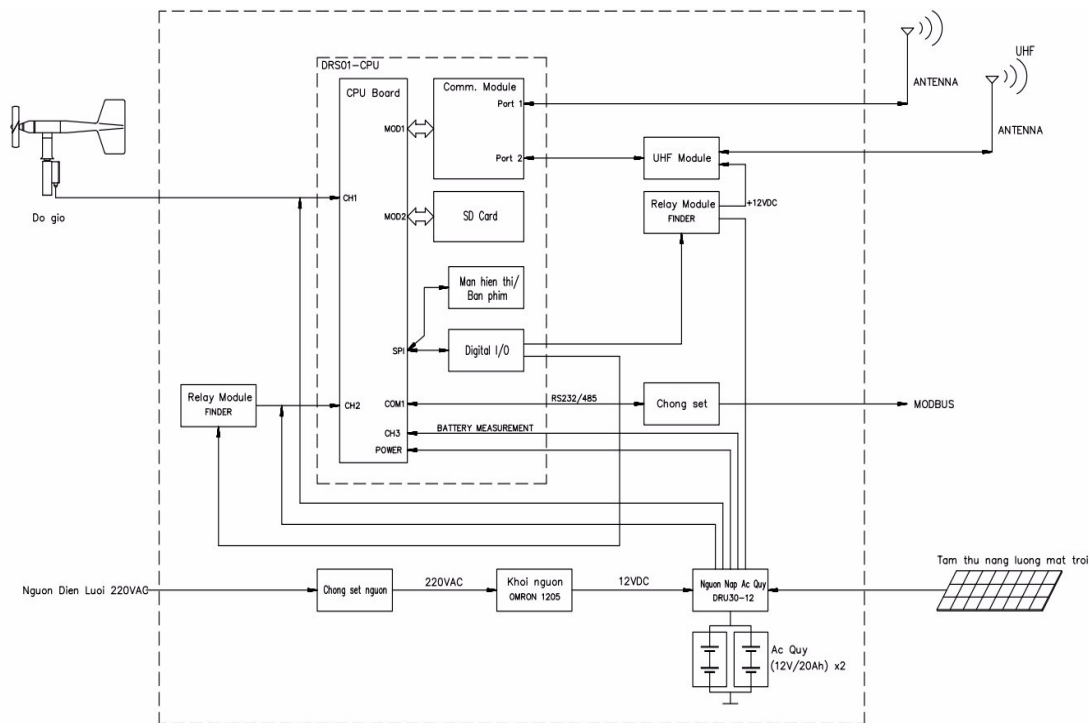 UHF
DRS01-CPU
CPU Board
Comm. Module
Port 1
ANTENNA
MOD1
ANTENNA
Port 2
UHF Module
CH1
Relay Module
FINDER
+12VDC
Do gio
MOD2
SD Card
Man hien thi/
Ban phim
SPI
Digital I/O
Relay Module
FINDER
CH2
COM1
RS232/485
Chong set
MODBUS
CH3
BATTERY MEASUREMENT
POWER
Tam thu nang luong mat troi
Nguon Dien Luoi 220VAC
Chong set nguon
220VAC
Khoi nguon
OMRON 1205
12VDC
Nguon Nap Ac Quy
DRU30-12
Ac Quy
(12V/20Ah) x2